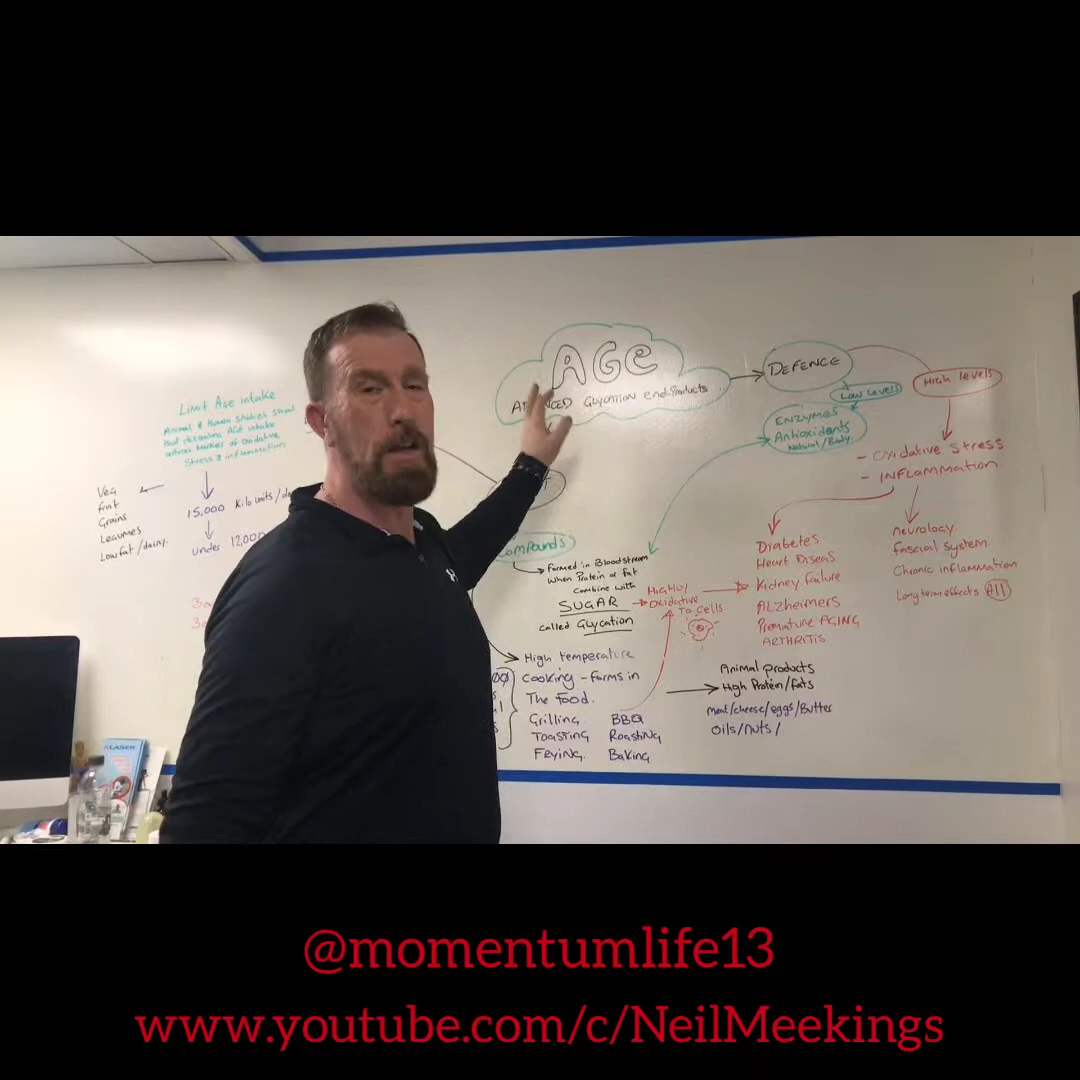 AGE
ADVANCED Glycation end-Products
DEFENCE
Low Levels
High levels
ENZYMES
Antioxidents
Natural/Body.
- Oxidative Stress
- INFLAMMATION
Limit Age intake
Animal & Human studies show
that
AGE intake
markers of Oxidative
Stress & inflammation
Veg
fruit
Grains
Leaumes
Low fat/dairy.
15,000 Kilo units/da
under 12,000
Compounds
Formed in Bloodstream
When Protein or fat
combine with
SUGAR
called Glycation
HIGHLY
Oxidative
To Cells
Diabetes
Heart Diseas
Kidney failure
ALZheimers
Premature AGING
ARTHRITIS
neurology.
fascial system.
Chronic inflammation
Long term effects All
High temperature
Cooking - forms in
The food.
Grilling BBQ
Toasting Roasting
Frying. Baking
Animal products
High Protein/fats
meat/cheese/eggs/Butter
Oils/nuts/
LASER
@momentumlife13
www.youtube.com/c/NeilMeekings